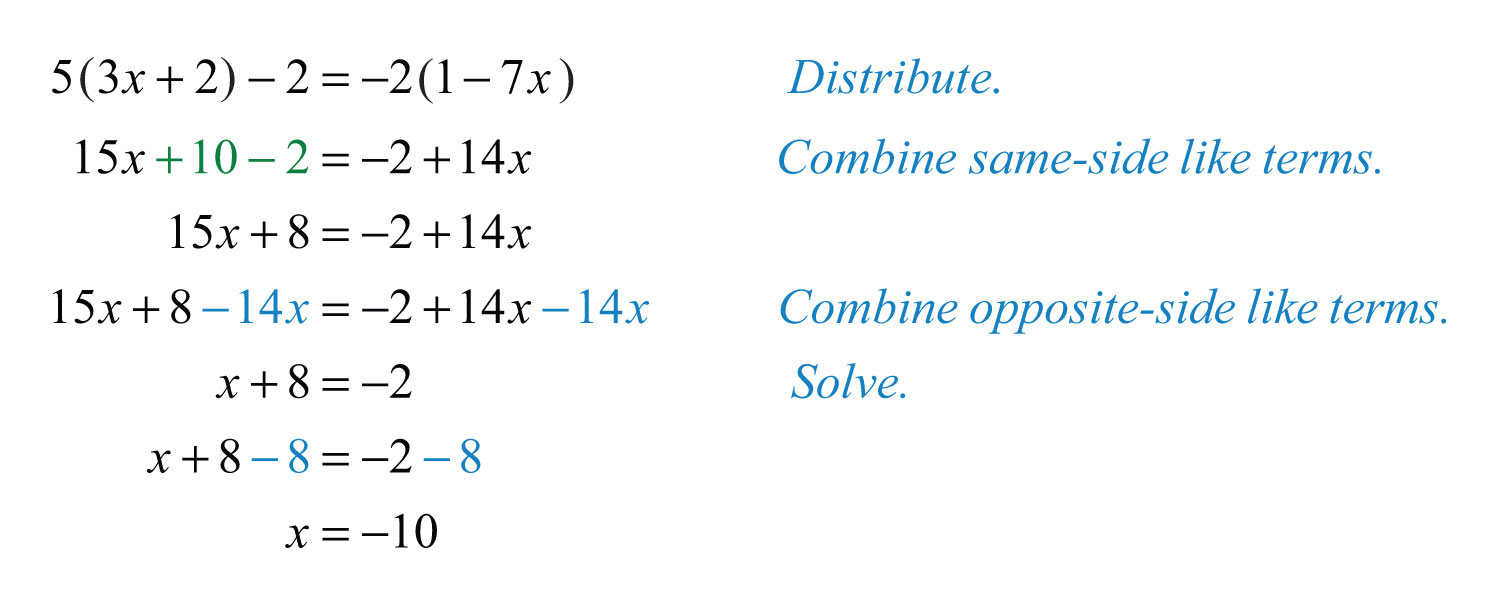 5(3x + 2) − 2 = −2(1 − 7x) Distribute.
15x + 10 − 2 = −2 + 14x Combine same-side like terms.
15x + 8 = −2 + 14x
15x + 8 − 14x = −2 + 14x − 14x Combine opposite-side like terms.
x + 8 = −2 Solve.
x + 8 − 8 = −2 − 8
x = −10